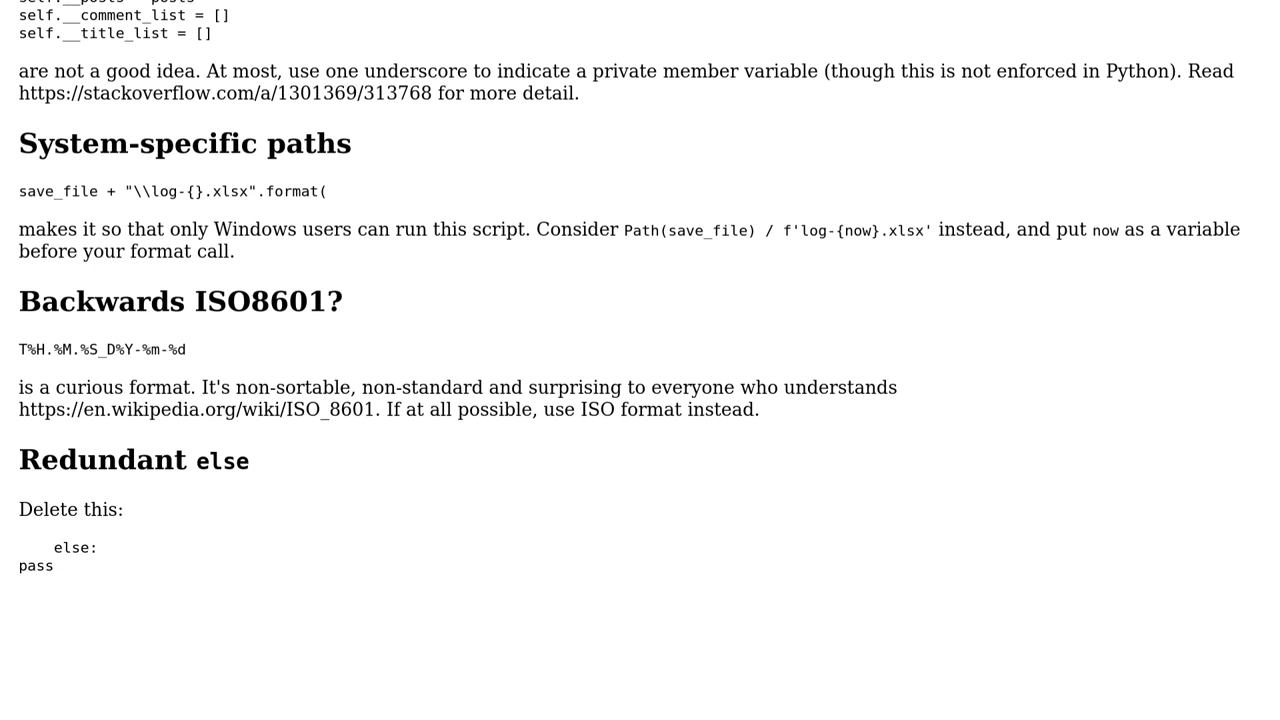 self.__comment_list = []
self.__title_list = []
are not a good idea. At most, use one underscore to indicate a private member variable (though this is not enforced in Python). Read
https://stackoverflow.com/a/1301369/313768 for more detail.
System-specific paths
save_file + "\\log-{}.xlsx".format(
makes it so that only Windows users can run this script. Consider Path(save_file) / f'log-{now}.xlsx' instead, and put now as a variable
before your format call.
Backwards ISO8601?
T%H.%M.%S_D%Y-%m-%d
is a curious format. It's non-sortable, non-standard and surprising to everyone who understands
https://en.wikipedia.org/wiki/ISO_8601. If at all possible, use ISO format instead.
Redundant else
Delete this:
    else:
pass